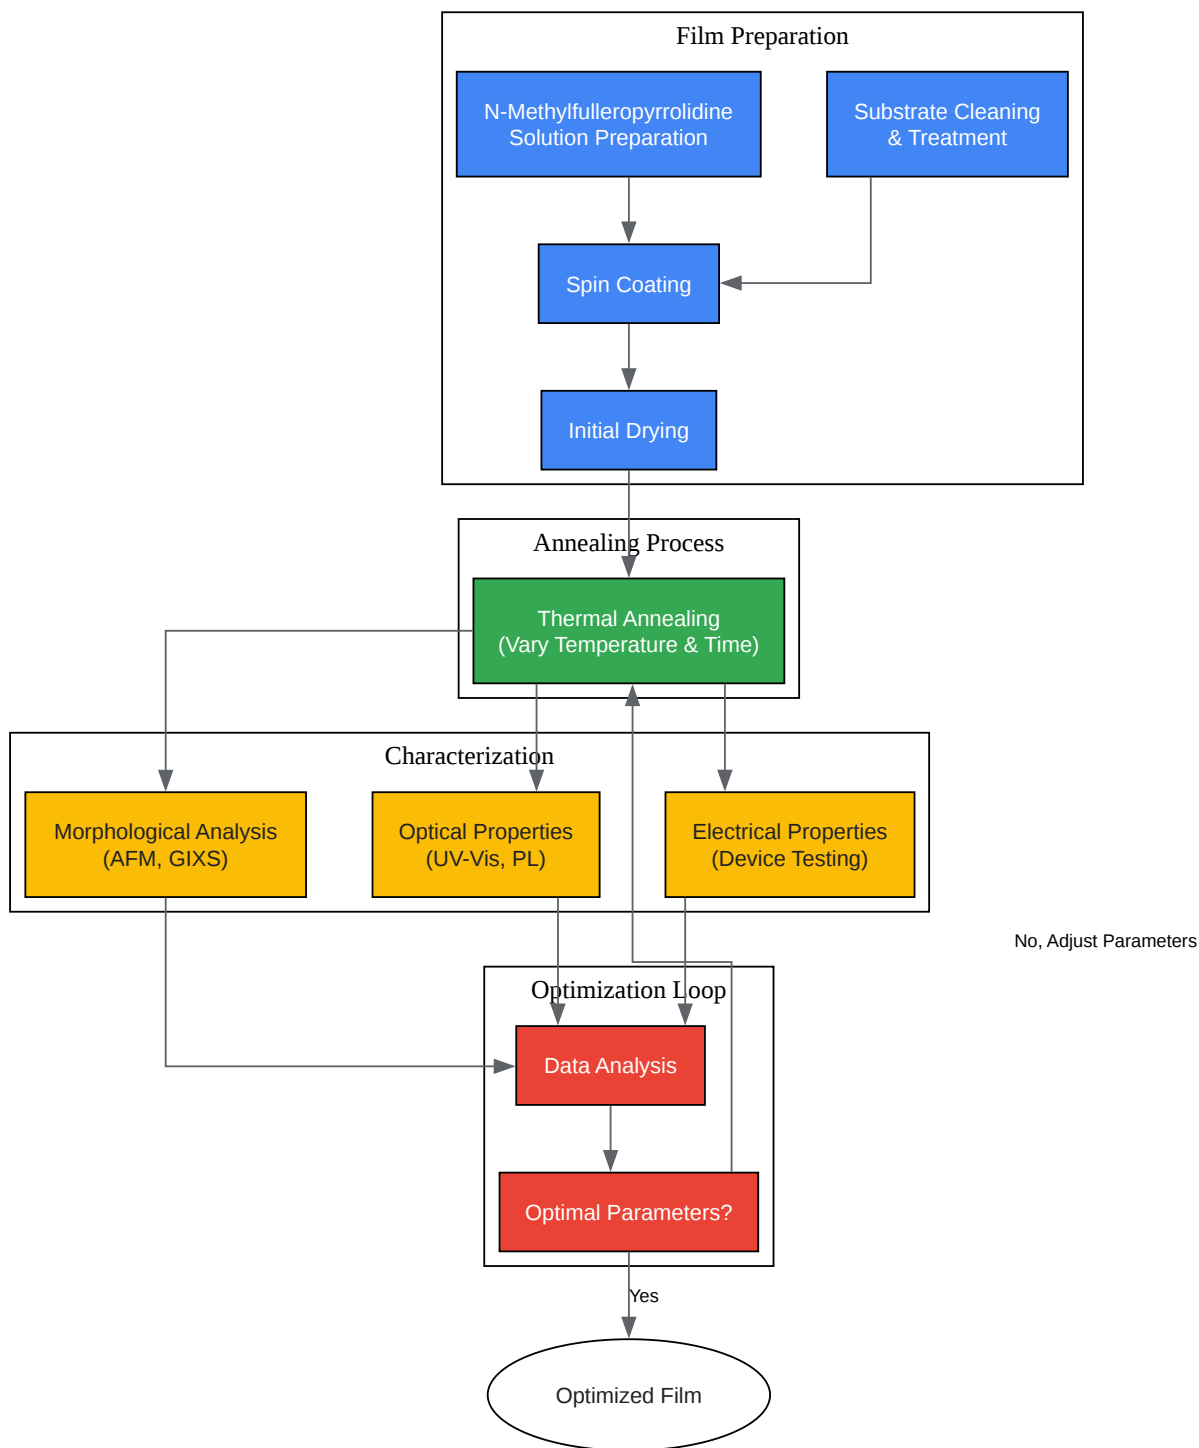 Film Preparation
N-Methylfulleropyrrolidine
Solution Preparation
Substrate Cleaning
& Treatment
Spin Coating
Initial Drying
Annealing Process
Thermal Annealing
(Vary Temperature & Time)
Characterization
Morphological Analysis
(AFM, GIXS)
Optical Properties
(UV-Vis, PL)
Electrical Properties
(Device Testing)
No, Adjust Parameters
Optimization Loop
Data Analysis
Optimal Parameters?
Yes
Optimized Film